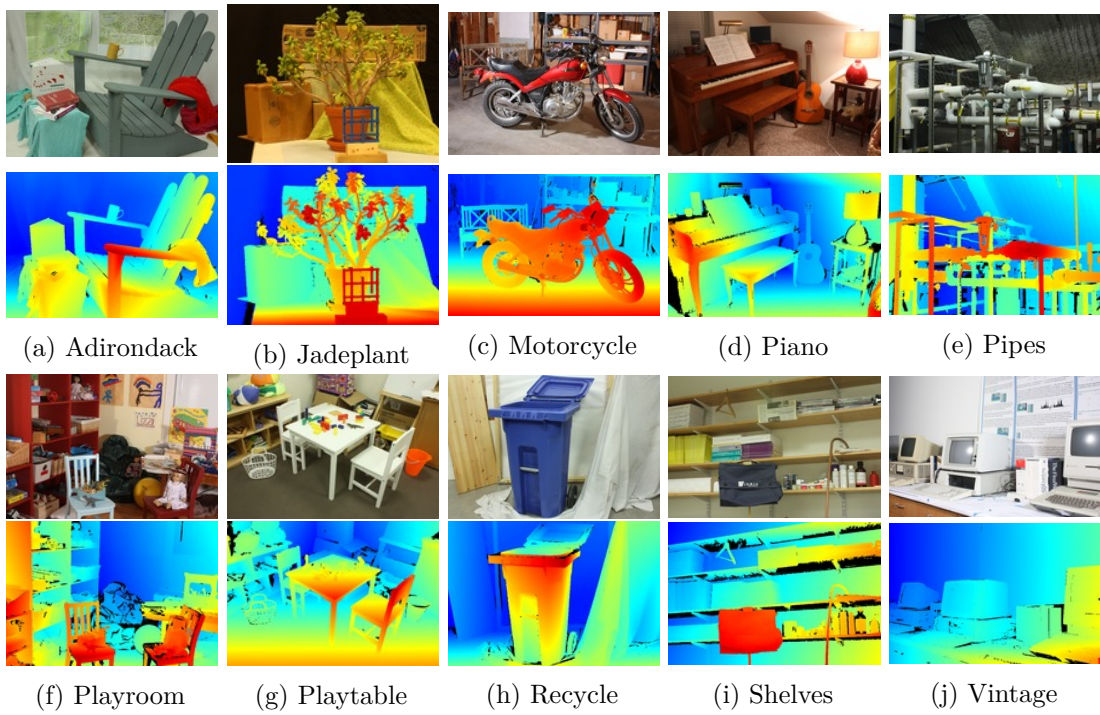 (a) Adirondack
(b) Jadeplant
(c) Motorcycle
(d) Piano
(e) Pipes
(f) Playroom
(g) Playtable
(h) Recycle
(i) Shelves
(j) Vintage